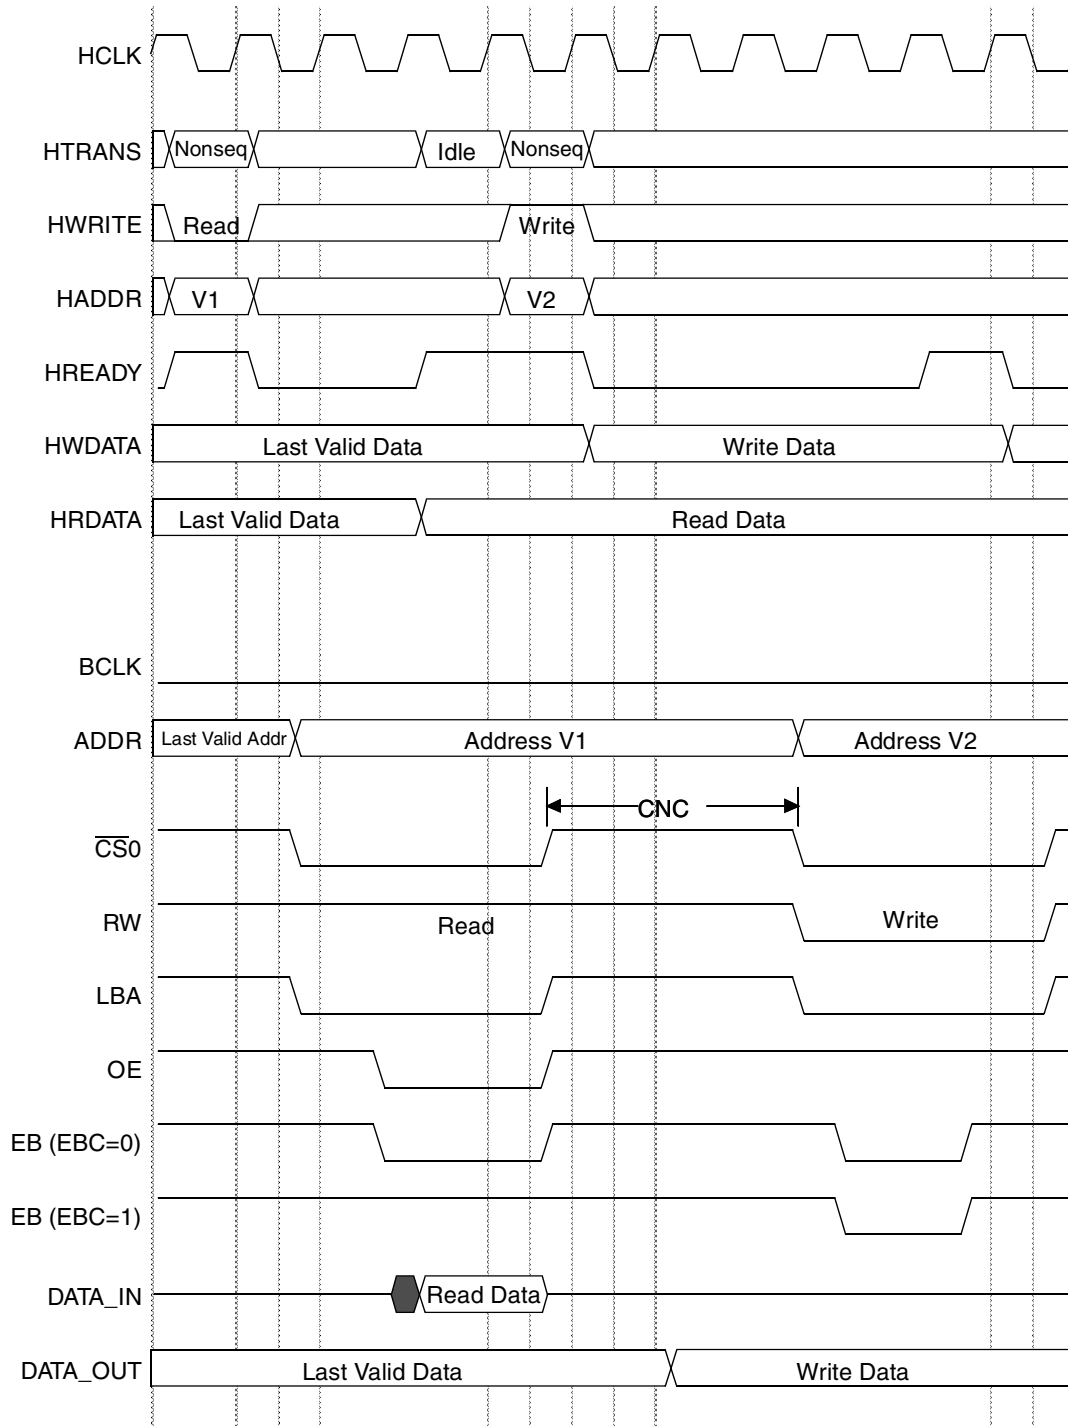 HCLK
HTRANS Nonseq Idle Nonseq
HWRITE Read Write
HADDR V1 V2
HREADY
HWDATA Last Valid Data Write Data
HRDATA Last Valid Data Read Data
BCLK
ADDR Last Valid Addr Address V1 Address V2
CNC
CS0
RW Read Write
LBA
OE
EB (EBC=0)
EB (EBC=1)
DATA_IN Read Data
DATA_OUT Last Valid Data Write Data